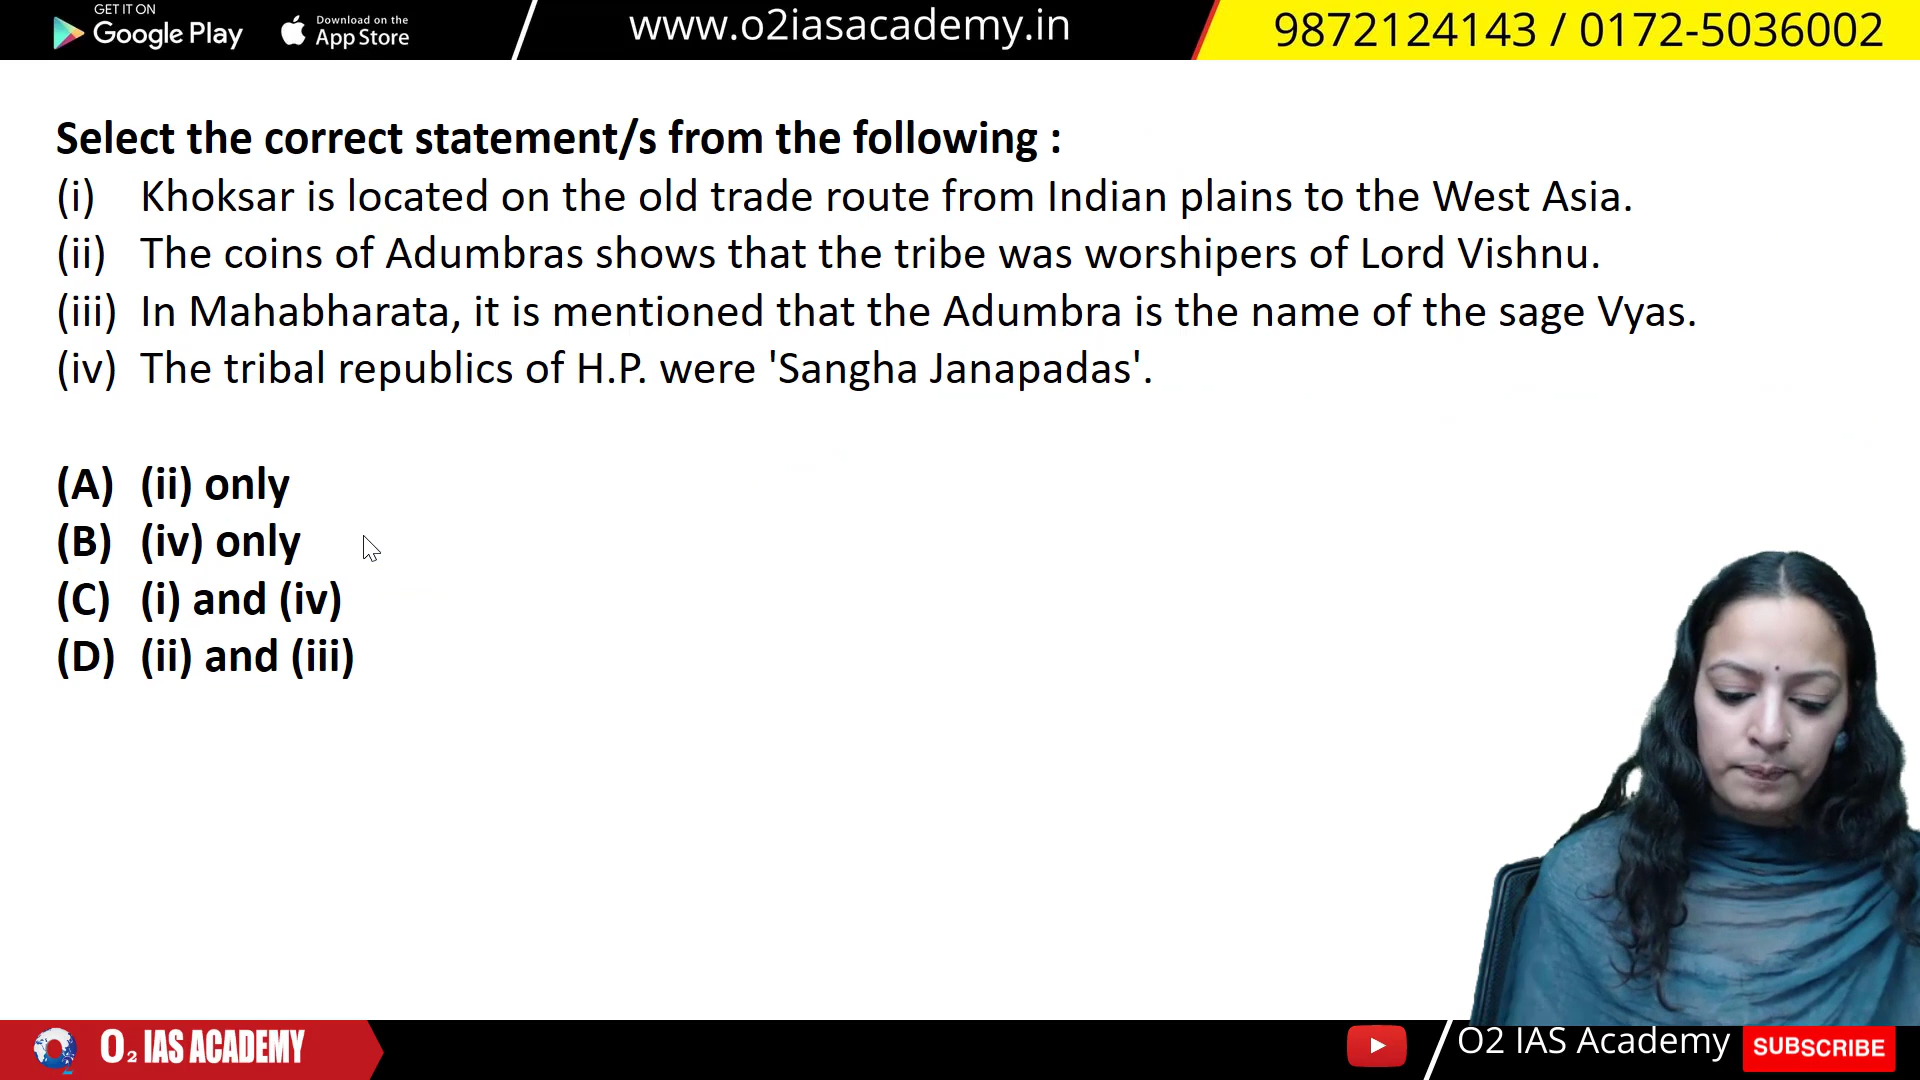 GET IT ON
Google Play
Download on the
App Store
www.o2iasacademy.in
9872124143 / 0172-5036002
Select the correct statement/s from the following :
(i) Khoksar is located on the old trade route from Indian plains to the West Asia.
(ii) The coins of Adumbras shows that the tribe was worshipers of Lord Vishnu.
(iii) In Mahabharata, it is mentioned that the Adumbra is the name of the sage Vyas.
(iv) The tribal republics of H.P. were 'Sangha Janapadas'.
(A) (ii) only
(B) (iv) only
(C) (i) and (iv)
(D) (ii) and (iii)
O2 IAS ACADEMY
O2 IAS Academy
SUBSCRIBE